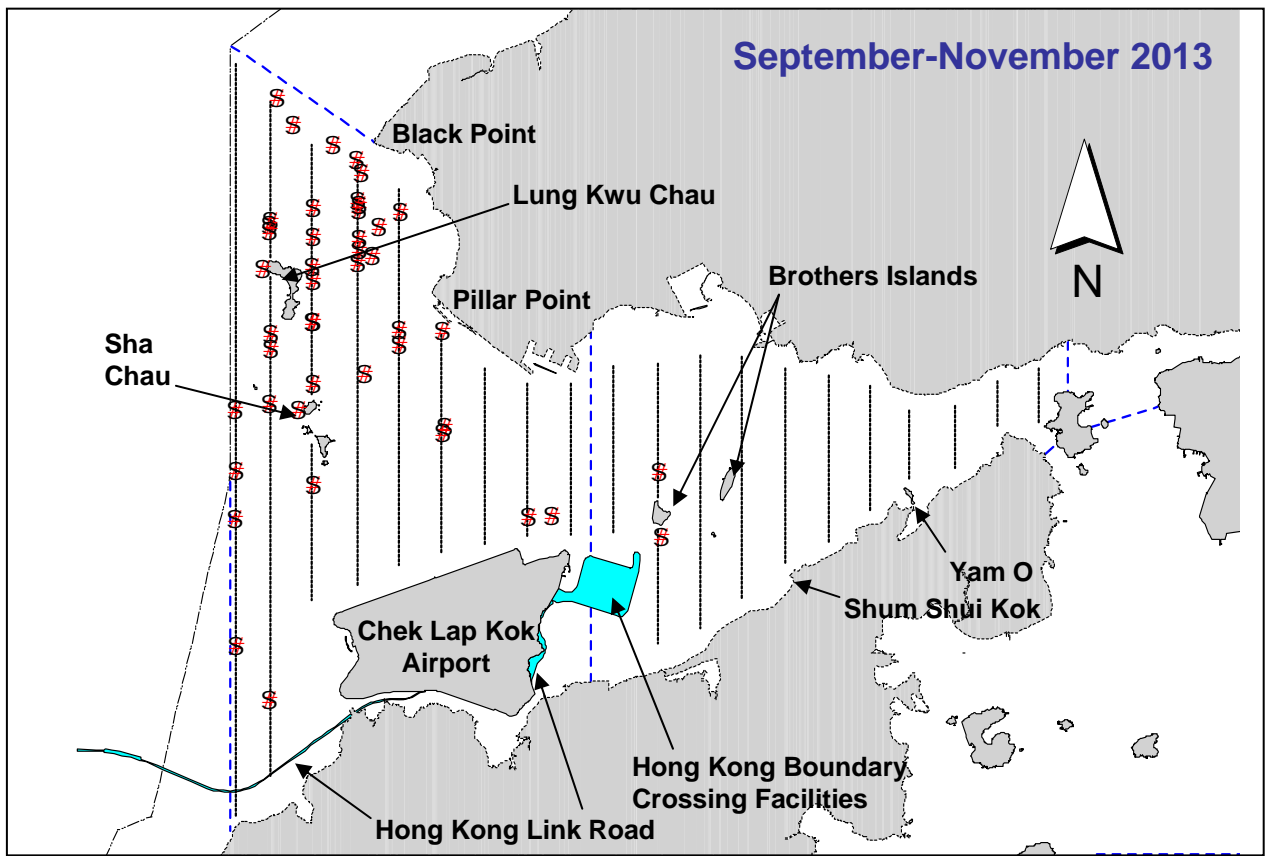 September-November 2013
Black Point
Lung Kwu Chau
Brothers Islands
N
Pillar Point
Sha
Chau
Yam O
Shum Shui Kok
Chek Lap Kok
Airport
Hong Kong Boundary
Crossing Facilities
Hong Kong Link Road